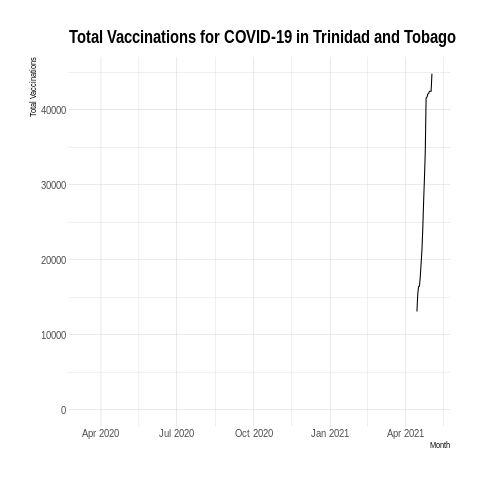 Total Vaccinations for COVID-19 in Trinidad and Tobago
Total Vaccinations
40000
30000
20000
10000
0
Apr 2020 Jul 2020 Oct 2020 Jan 2021 Apr 2021
Month